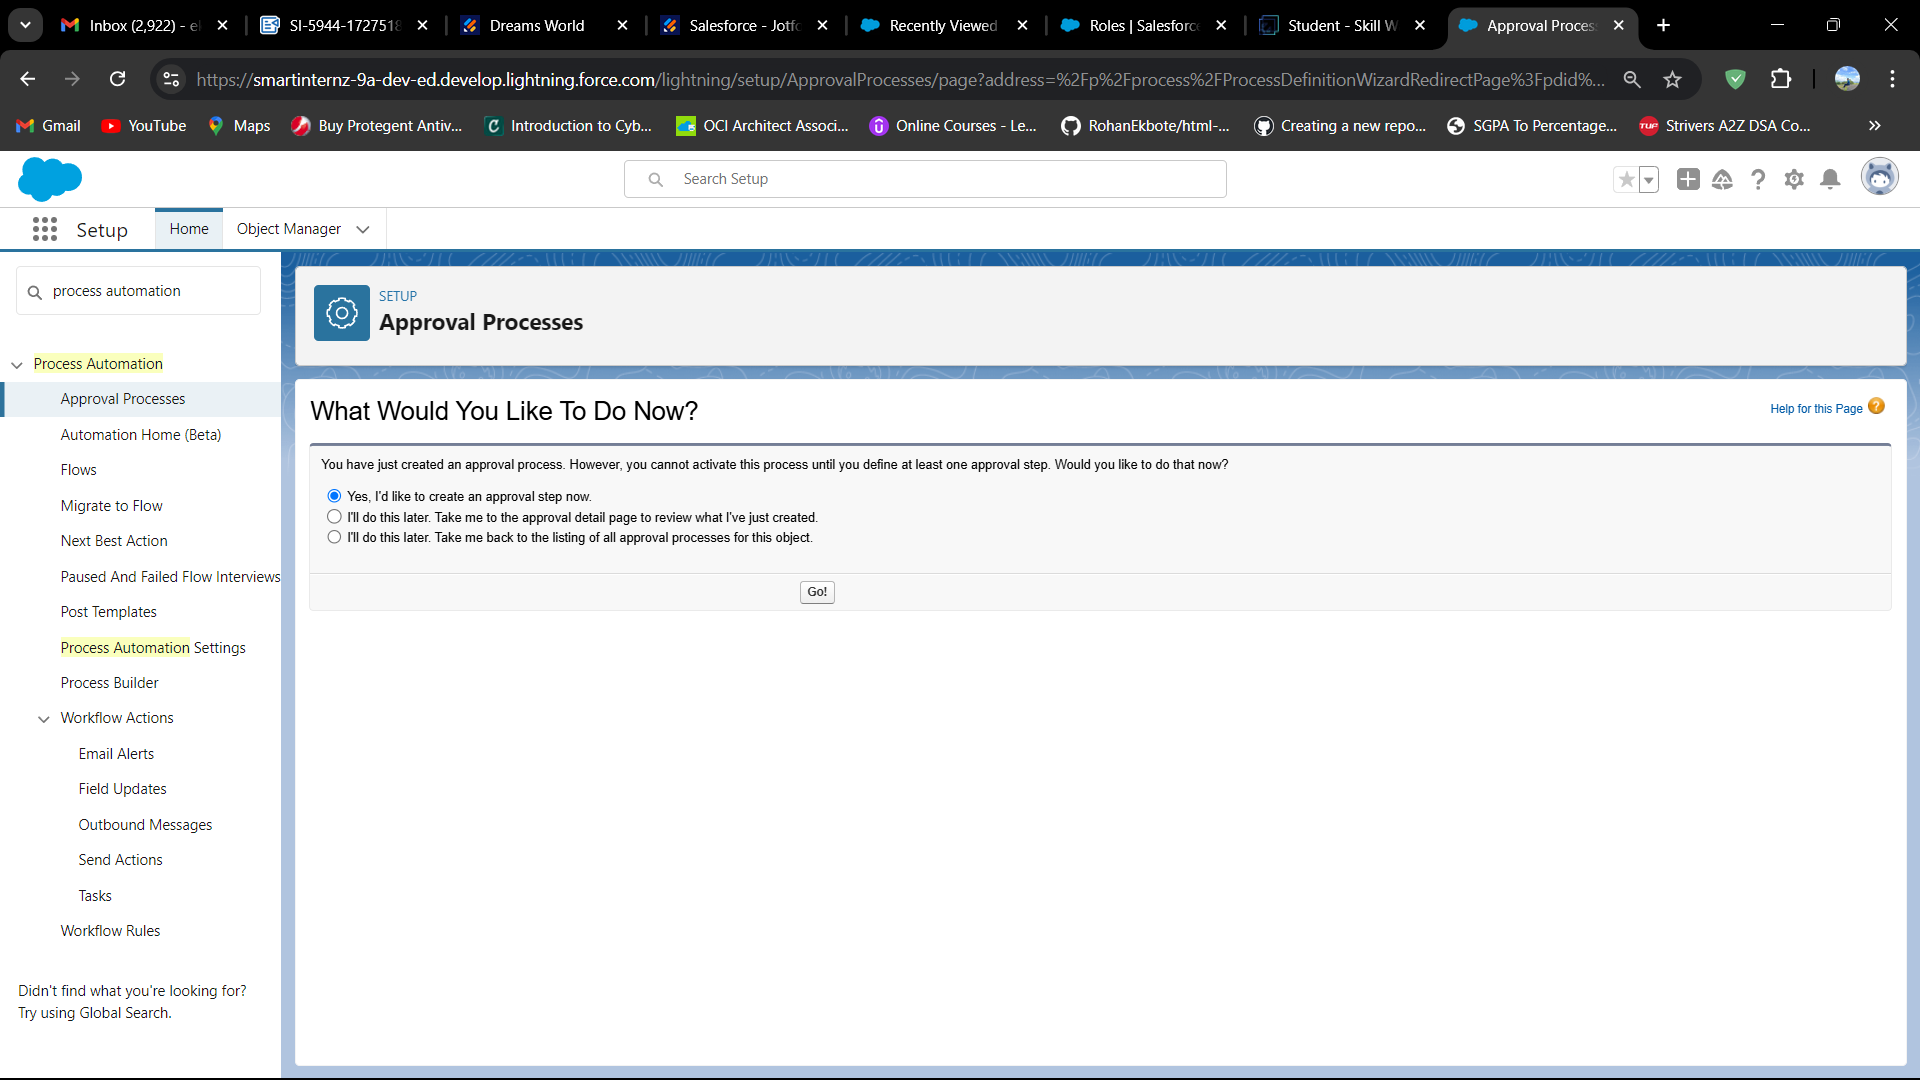 Inbox (2,922) - e
SI-5944-1727518
Dreams World
Salesforce - Jotfo
Recently Viewed
Roles | Salesforce
Student - Skill W
Approval Process
https://smartinternz-9a-dev-ed.develop.lightning.force.com/lightning/setup/ApprovalProcesses/page?address=%2Fp%2Fprocess%2FProcessDefinitionWizardRedirectPage%3Fpdid%...
Gmail
YouTube
Maps
Buy Protegent Antiv...
Introduction to Cyb...
OCI Architect Associ...
Online Courses - Le...
RohanEkbote/html-...
Creating a new repo...
SGPA To Percentage...
TUF
Strivers A2Z DSA Co...
Search Setup
Setup
Home
Object Manager
process automation
Process Automation
Approval Processes
Automation Home (Beta)
Flows
Migrate to Flow
Next Best Action
Paused And Failed Flow Interviews
Post Templates
Process Automation Settings
Process Builder
Workflow Actions
Email Alerts
Field Updates
Outbound Messages
Send Actions
Tasks
Workflow Rules
Didn't find what you're looking for?
Try using Global Search.
SETUP
Approval Processes
What Would You Like To Do Now?
Help for this Page
You have just created an approval process. However, you cannot activate this process until you define at least one approval step. Would you like to do that now?
Yes, I'd like to create an approval step now.
I'll do this later. Take me to the approval detail page to review what I've just created.
I'll do this later. Take me back to the listing of all approval processes for this object.
Go!